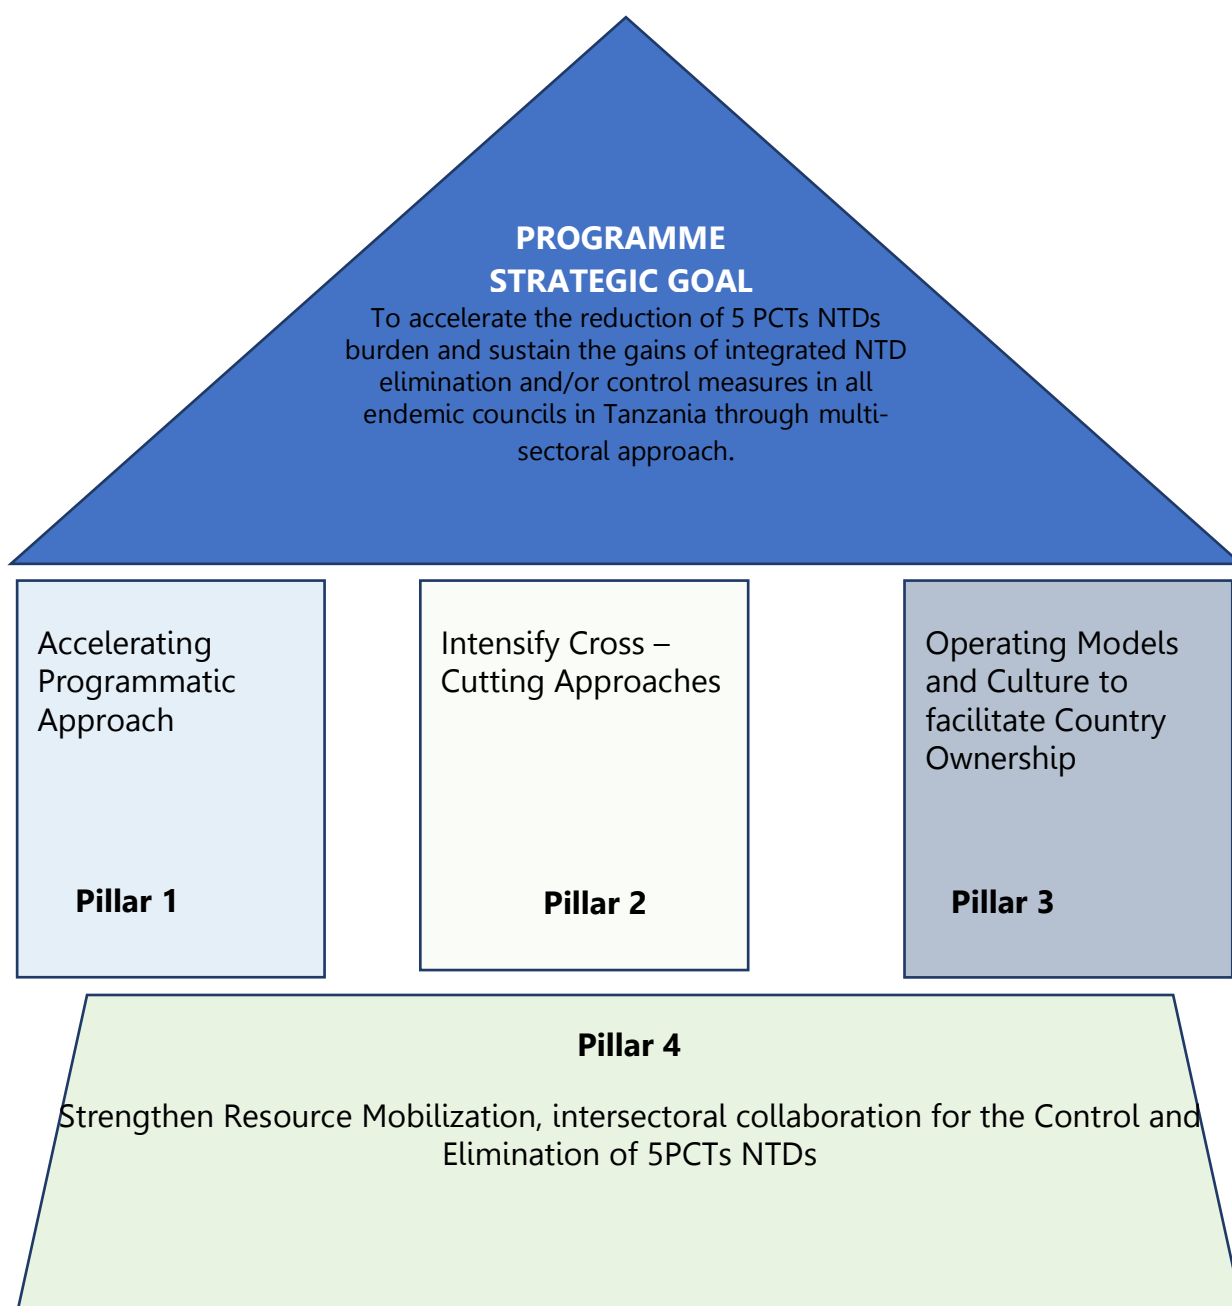 PROGRAMME
STRATEGIC GOAL
To accelerate the reduction of 5 PCTs NTDs
burden and sustain the gains of integrated NTD
elimination and/or control measures in all
endemic councils in Tanzania through multi-
sectoral approach.
Accelerating
Programmatic
Approach
Pillar 1
Intensify Cross –
Cutting Approaches
Pillar 2
Operating Models
and Culture to
facilitate Country
Ownership
Pillar 3
Pillar 4
Strengthen Resource Mobilization, intersectoral collaboration for the Control and
Elimination of 5PCTs NTDs